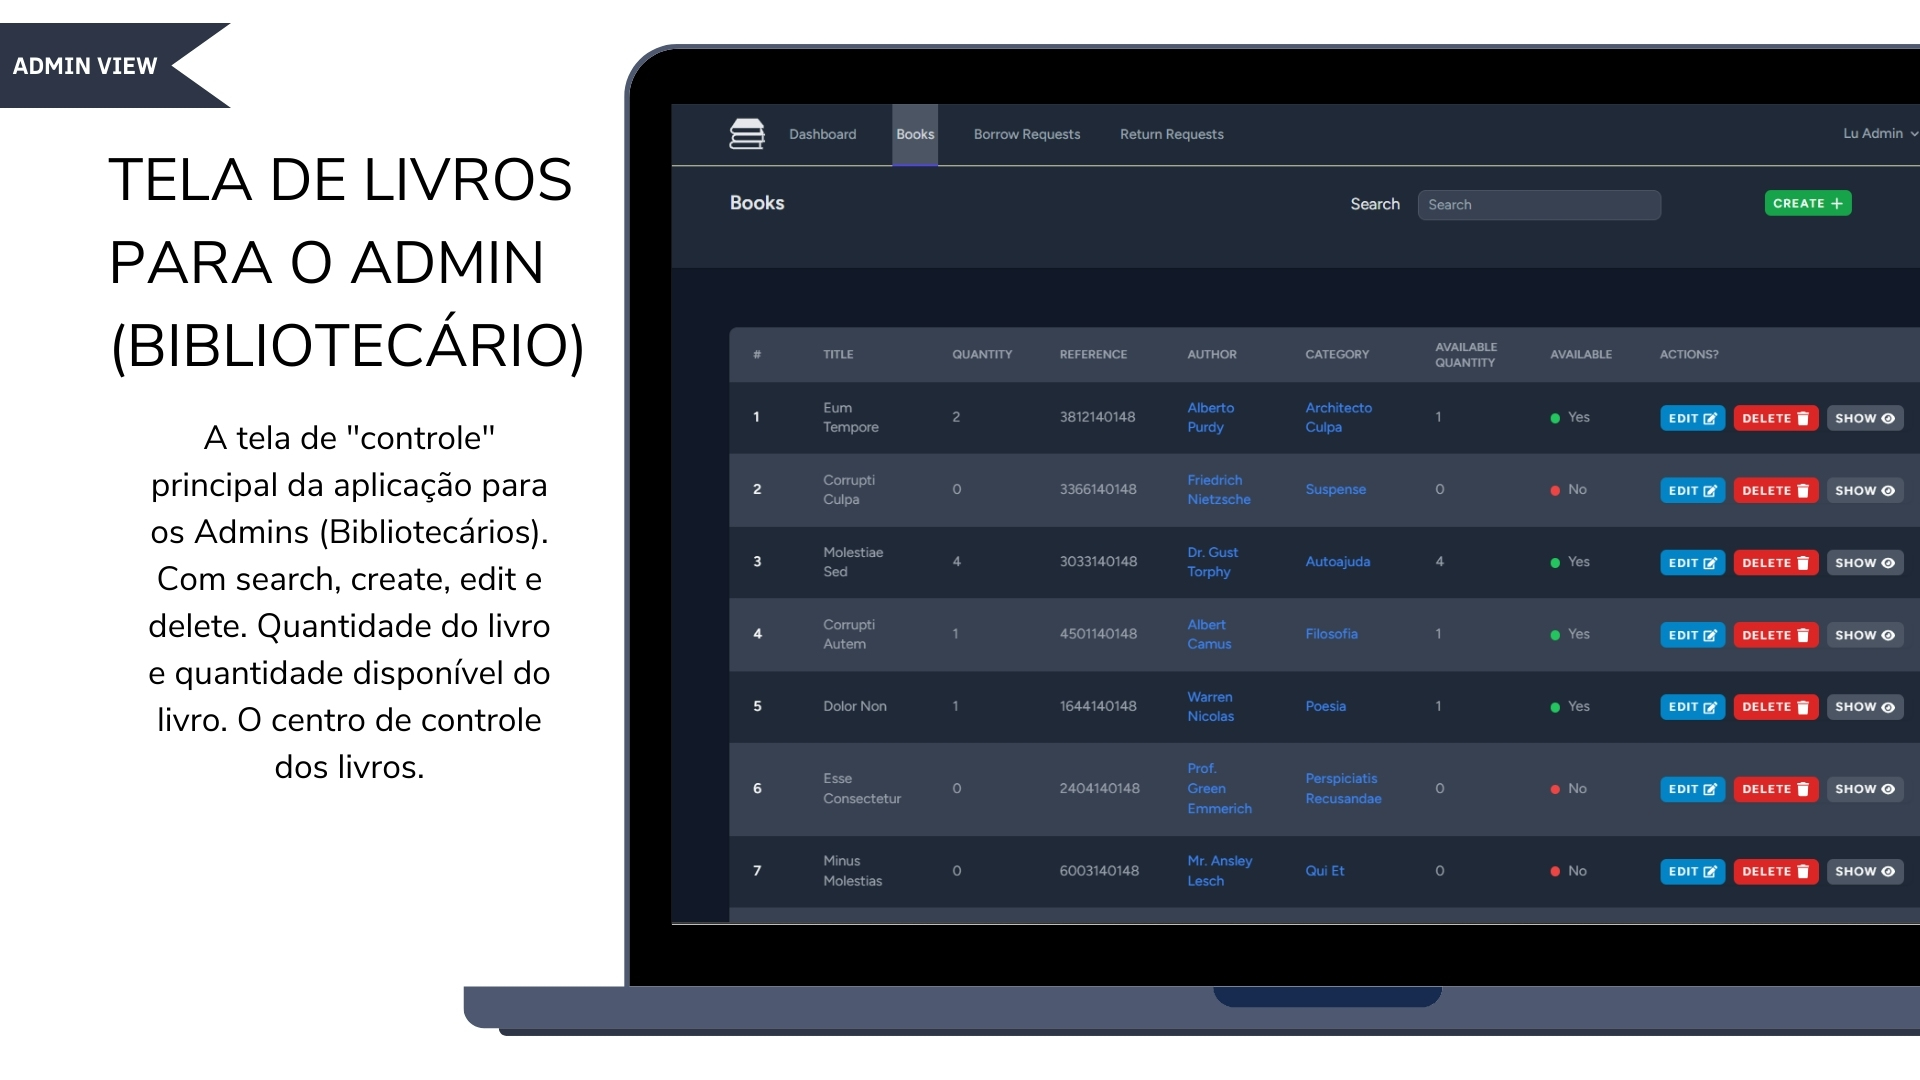 ADMIN VIEW
TELA DE LIVROS
PARA O ADMIN
(BIBLIOTECÁRIO)
A tela de "controle"
principal da aplicação para
os Admins (Bibliotecários).
Com search, create, edit e
delete. Quantidade do livro
e quantidade disponível do
livro. O centro de controle
dos livros.
Dashboard Books Borrow Requests Return Requests Lu Admin
Books Search Search CREATE +
# TITLE QUANTITY REFERENCE AUTHOR CATEGORY AVAILABLE QUANTITY AVAILABLE ACTIONS?
1 Eum Tempore 2 3812140148 Alberto Purdy Architecto Culpa 1 Yes EDIT DELETE SHOW
2 Corrupti Culpa 0 3366140148 Friedrich Nietzsche Suspense 0 No EDIT DELETE SHOW
3 Molestiae Sed 4 3033140148 Dr. Gust Torphy Autoajuda 4 Yes EDIT DELETE SHOW
4 Corrupti Autem 1 4501140148 Albert Camus Filosofia 1 Yes EDIT DELETE SHOW
5 Dolor Non 1 1644140148 Warren Nicolas Poesia 1 Yes EDIT DELETE SHOW
6 Esse Consectetur 0 2404140148 Prof. Green Emmerich Perspiciatis Recusandae 0 No EDIT DELETE SHOW
7 Minus Molestias 0 6003140148 Mr. Ansley Lesch Qui Et 0 No EDIT DELETE SHOW